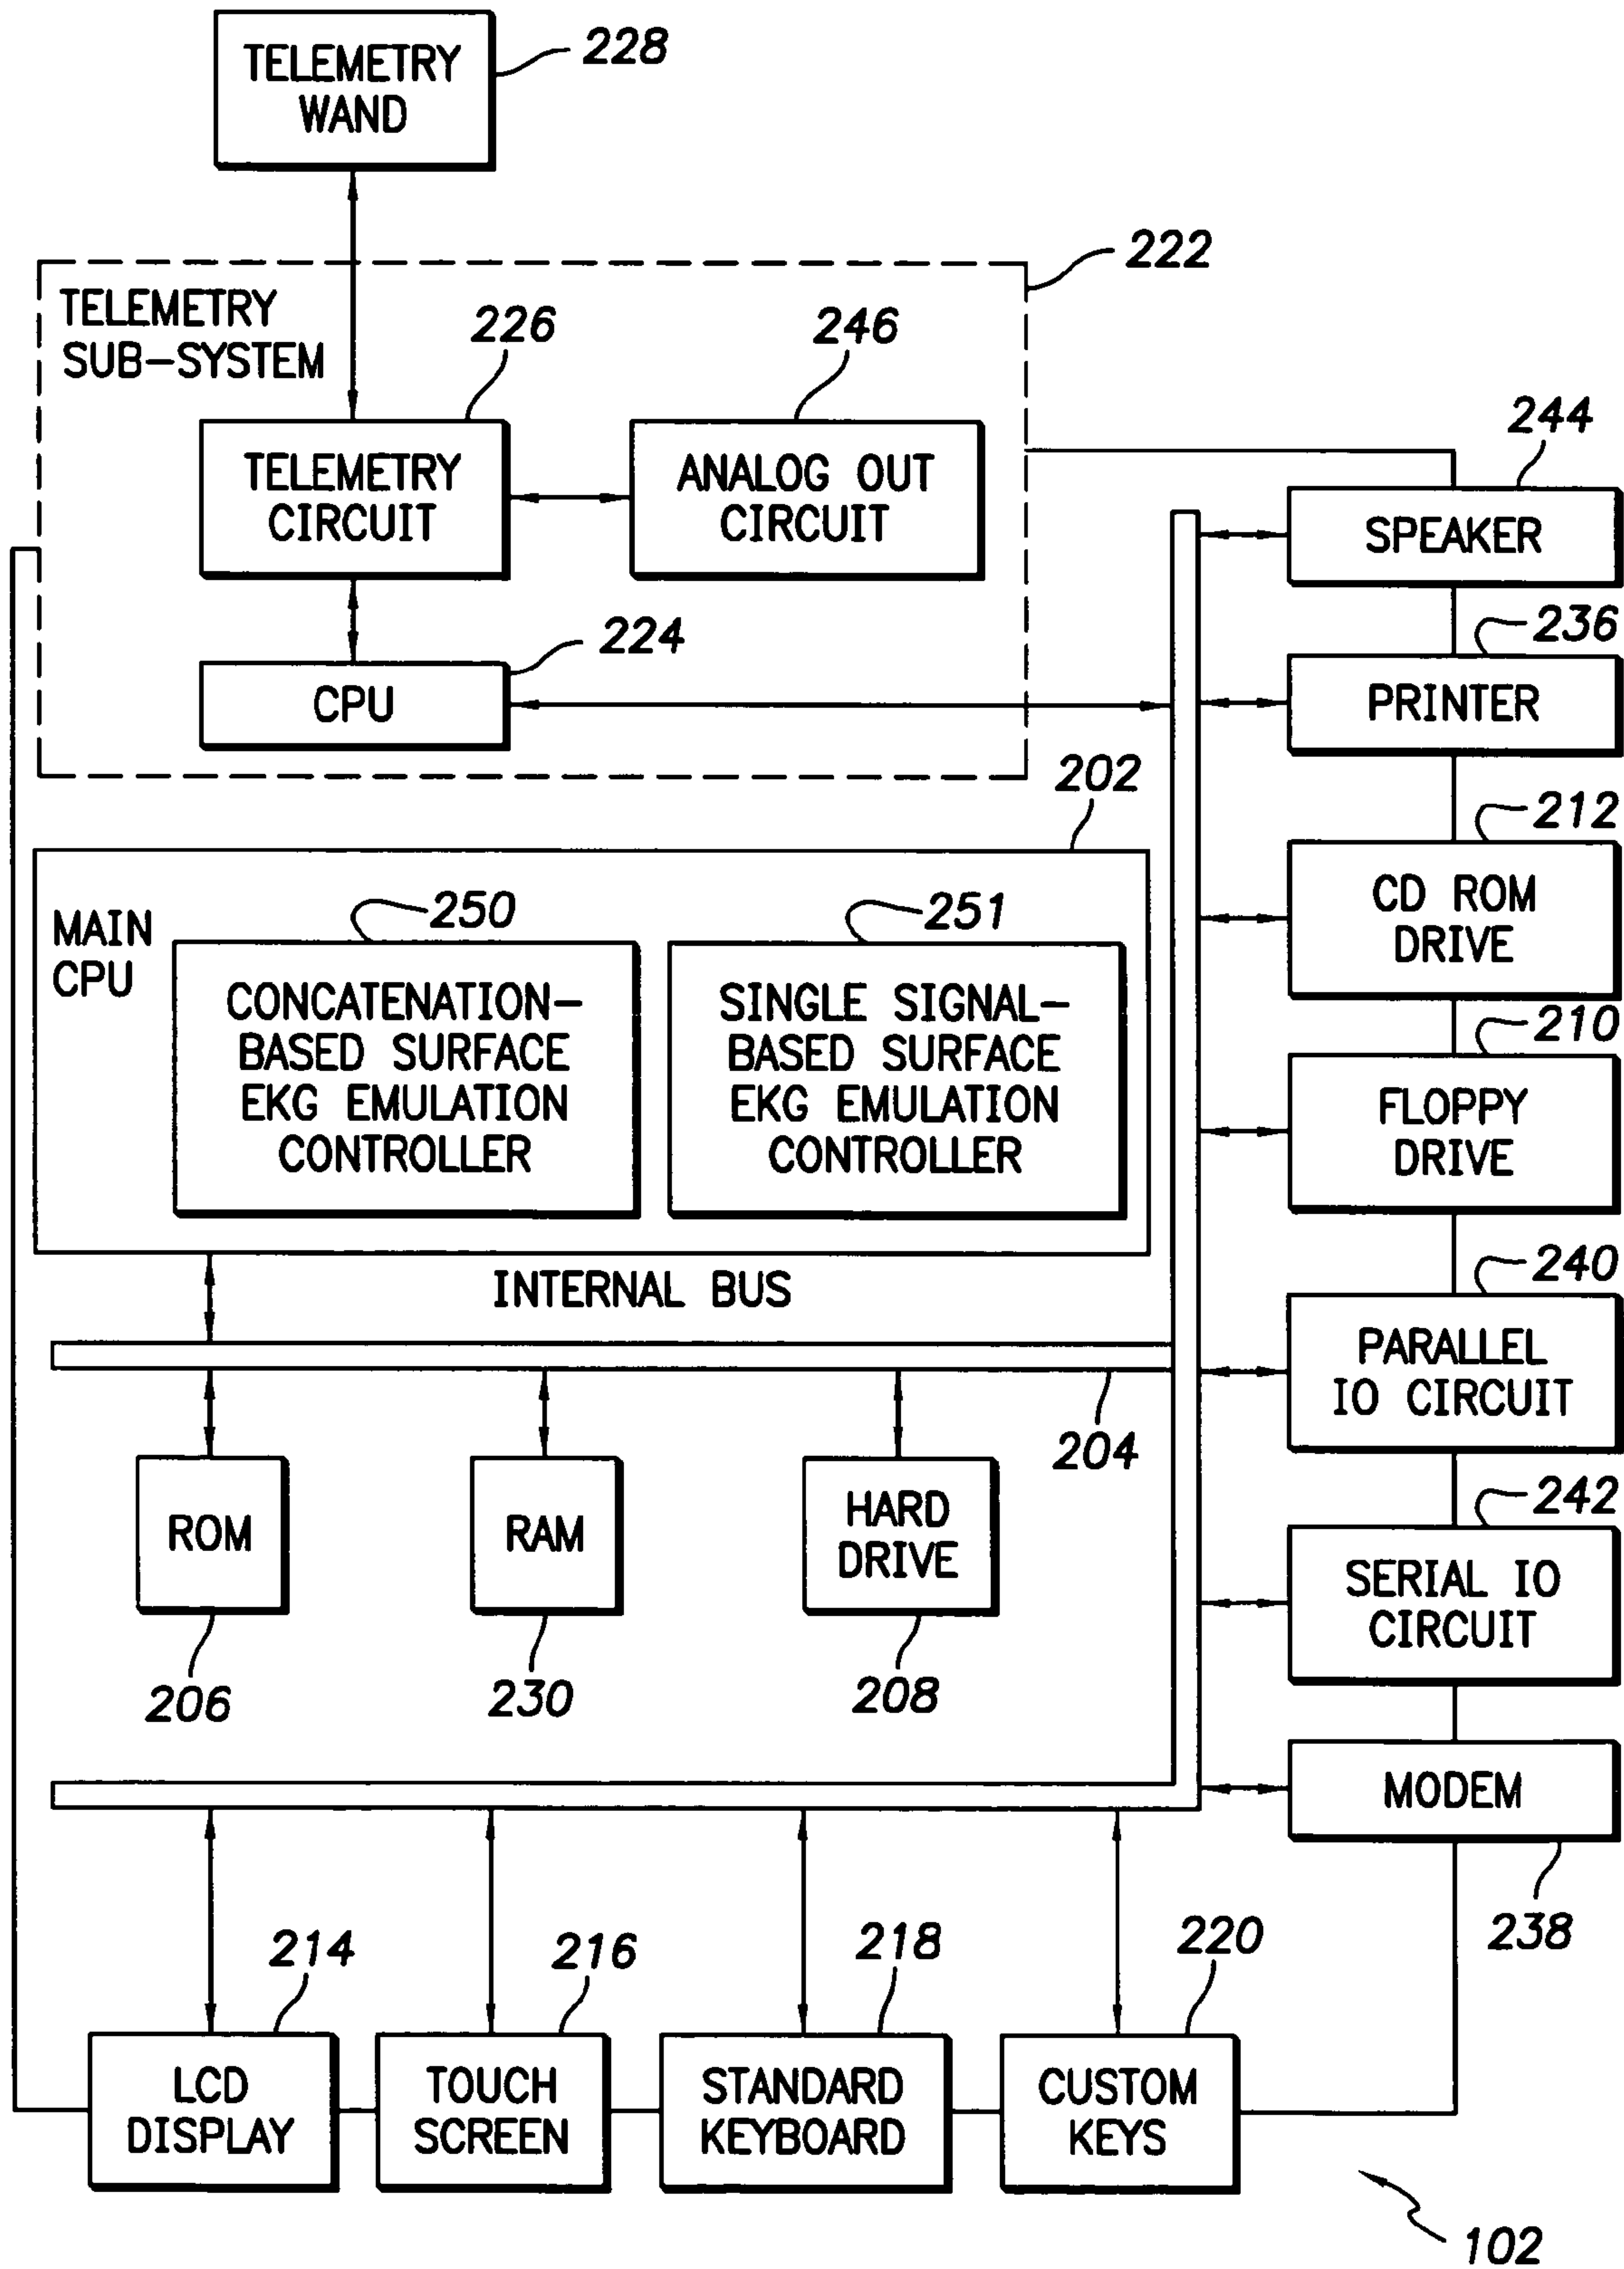 TELEMETRY
WAND
228
222
TELEMETRY
SUB-SYSTEM
226
246
TELEMETRY
CIRCUIT
ANALOG OUT
CIRCUIT
244
SPEAKER
224
CPU
236
PRINTER
202
212
CD ROM
DRIVE
MAIN
CPU
250
CONCATENATION-
BASED SURFACE
EKG EMULATION
CONTROLLER
251
SINGLE SIGNAL-
BASED SURFACE
EKG EMULATION
CONTROLLER
210
FLOPPY
DRIVE
INTERNAL BUS
240
PARALLEL
IO CIRCUIT
204
ROM
206
RAM
230
HARD
DRIVE
208
242
SERIAL IO
CIRCUIT
MODEM
238
214
216
218
220
LCD
DISPLAY
TOUCH
SCREEN
STANDARD
KEYBOARD
CUSTOM
KEYS
102